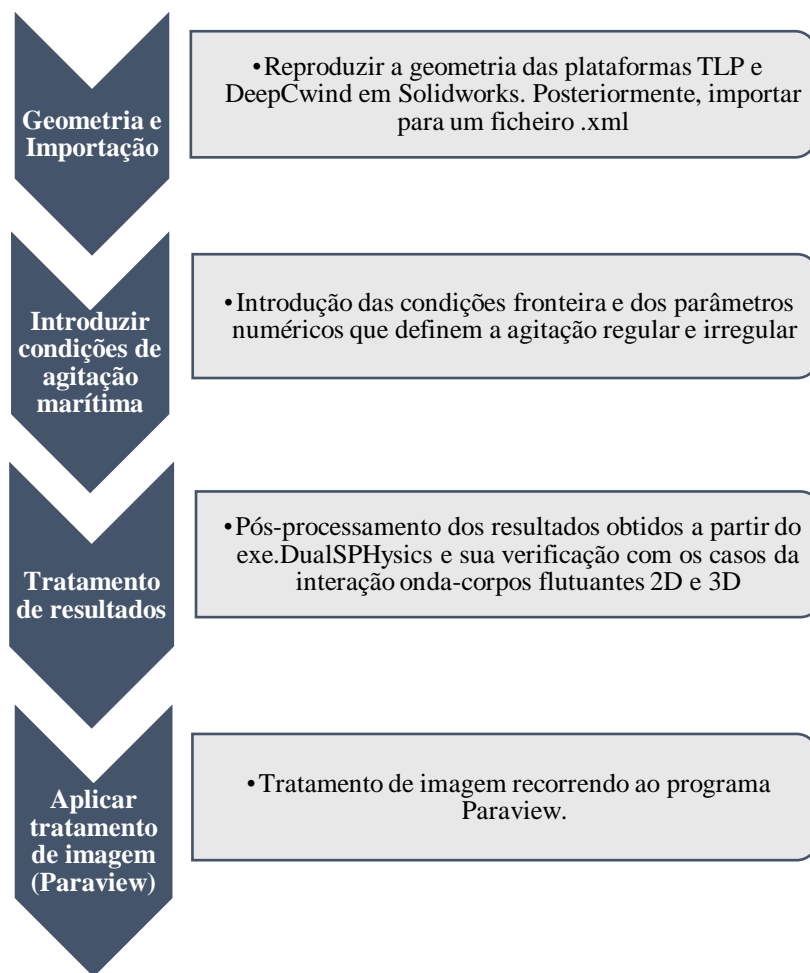 Geometria e
Importação
•Reproduzir a geometria das plataformas TLP e
DeepCwind em Solidworks. Posteriormente, importar
para um ficheiro .xml
Introduzir
condições de
agitação
marítima
•Introdução das condições fronteira e dos parâmetros
numéricos que definem a agitação regular e irregular
Tratamento
de resultados
•Pós-processamento dos resultados obtidos a partir do
exe.DualSPHysics e sua verificação com os casos da
interação onda-corpos flutuantes 2D e 3D
Aplicar
tratamento
de imagem
(Paraview)
•Tratamento de imagem recorrendo ao programa
Paraview.